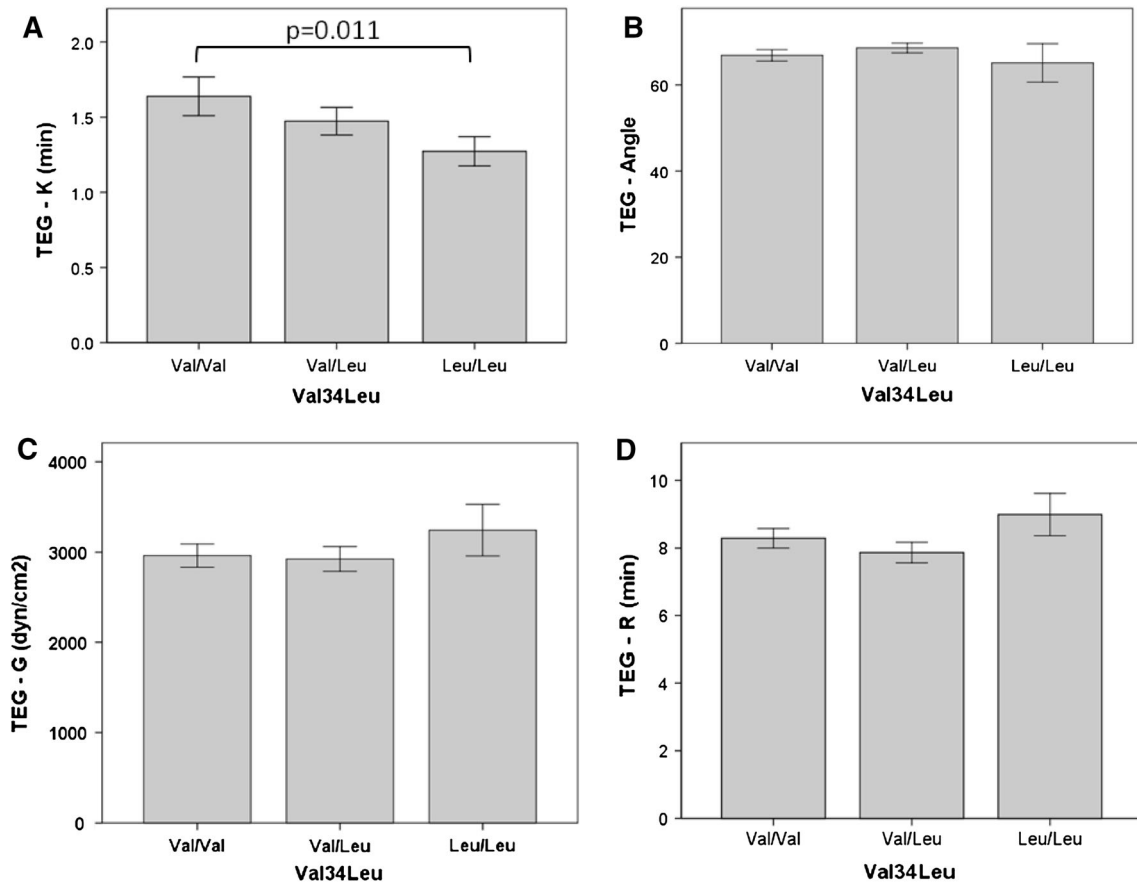 A
p=0.011
TEG - K (min)
2.0
1.5
1.0
0.5
0.0
Val/Val Val/Leu Leu/Leu
Val34Leu
B
TEG - Angle
60
40
20
0
Val/Val Val/Leu Leu/Leu
Val34Leu
C
TEG - G (dyn/cm2)
4000
3000
2000
1000
0
Val/Val Val/Leu Leu/Leu
Val34Leu
D
TEG - R (min)
10
8
6
4
2
0
Val/Val Val/Leu Leu/Leu
Val34Leu